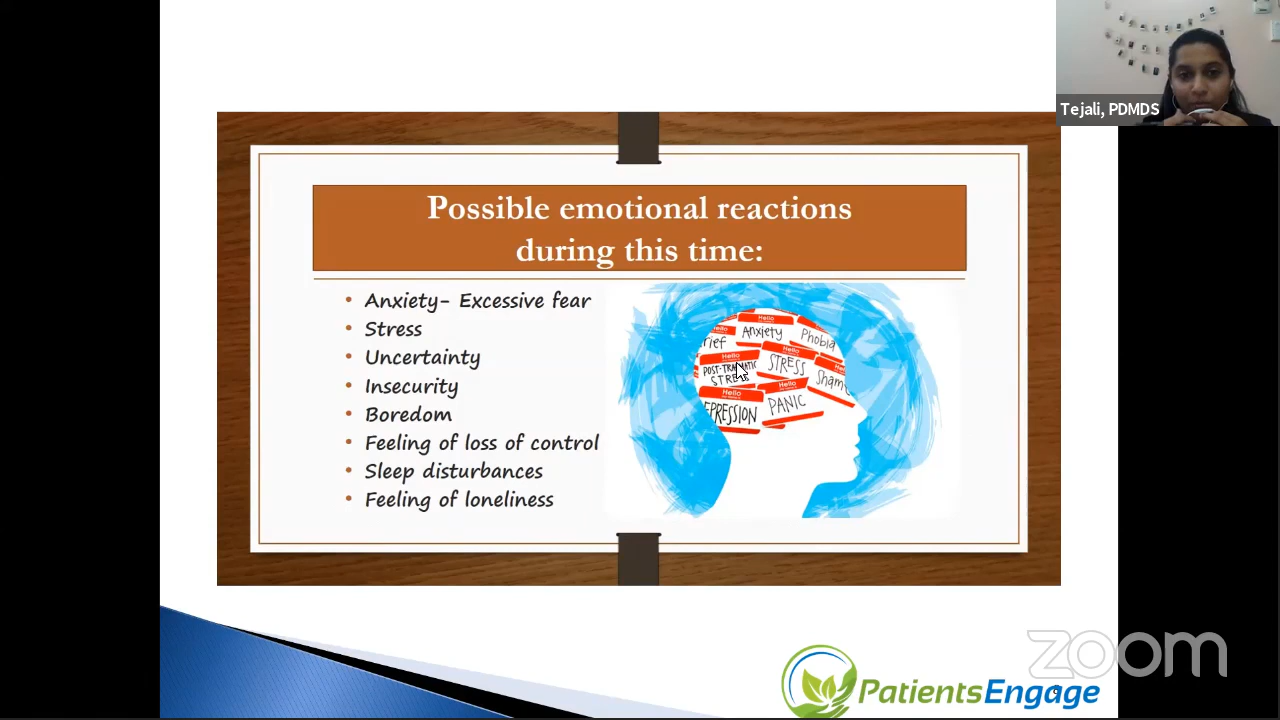 Tejali, PDMDS
Possible emotional reactions
during this time:
• Anxiety- Excessive fear
• Stress
• Uncertainty
• Insecurity
• Boredom
• Feeling of loss of control
• Sleep disturbances
• Feeling of loneliness
Hello
Anxiety
Phobia
Hello
STRESS
Hello
POST-TRAUMATIC
STRESS
Hello
Shame
Hello
PANIC
Hello
zoom
PatientsEngage